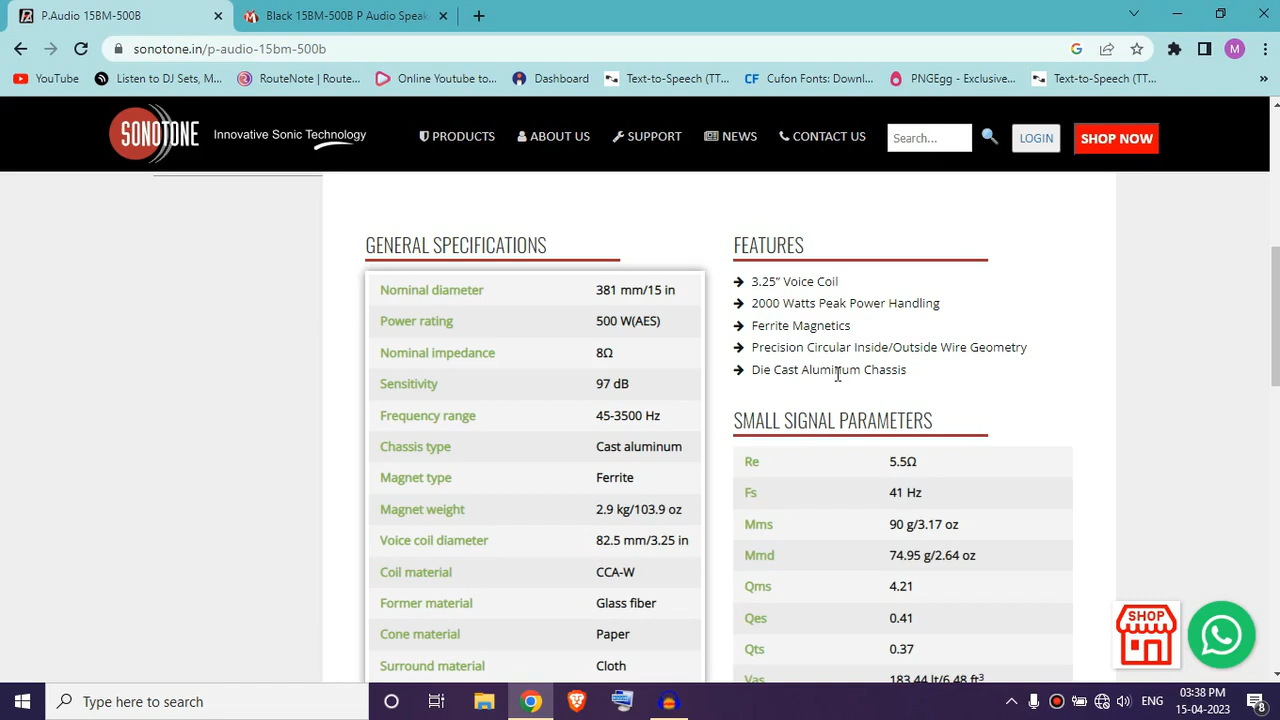 P.Audio 15BM-500B
Black 15BM-500B P Audio Speak
sonotone.in/p-audio-15bm-500b
M
YouTube
Listen to DJ Sets, M...
RouteNote | Route...
Online Youtube to...
Dashboard
Text-to-Speech (TT...
CF Cufon Fonts: Downl...
PNGEgg - Exclusive...
Text-to-Speech (TT...
SONOTONE
Innovative Sonic Technology
PRODUCTS
ABOUT US
SUPPORT
NEWS
CONTACT US
Search...
LOGIN
SHOP NOW
GENERAL SPECIFICATIONS
Nominal diameter 381 mm/15 in
Power rating 500 W(AES)
Nominal impedance 8Ω
Sensitivity 97 dB
Frequency range 45-3500 Hz
Chassis type Cast aluminum
Magnet type Ferrite
Magnet weight 2.9 kg/103.9 oz
Voice coil diameter 82.5 mm/3.25 in
Coil material CCA-W
Former material Glass fiber
Cone material Paper
Surround material Cloth
FEATURES
3.25” Voice Coil
2000 Watts Peak Power Handling
Ferrite Magnetics
Precision Circular Inside/Outside Wire Geometry
Die Cast Aluminum Chassis
SMALL SIGNAL PARAMETERS
Re 5.5Ω
Fs 41 Hz
Mms 90 g/3.17 oz
Mmd 74.95 g/2.64 oz
Qms 4.21
Qes 0.41
Qts 0.37
Vas 183.44 lt/6.48 ft³
SHOP
Type here to search
ENG
03:38 PM
15-04-2023
8